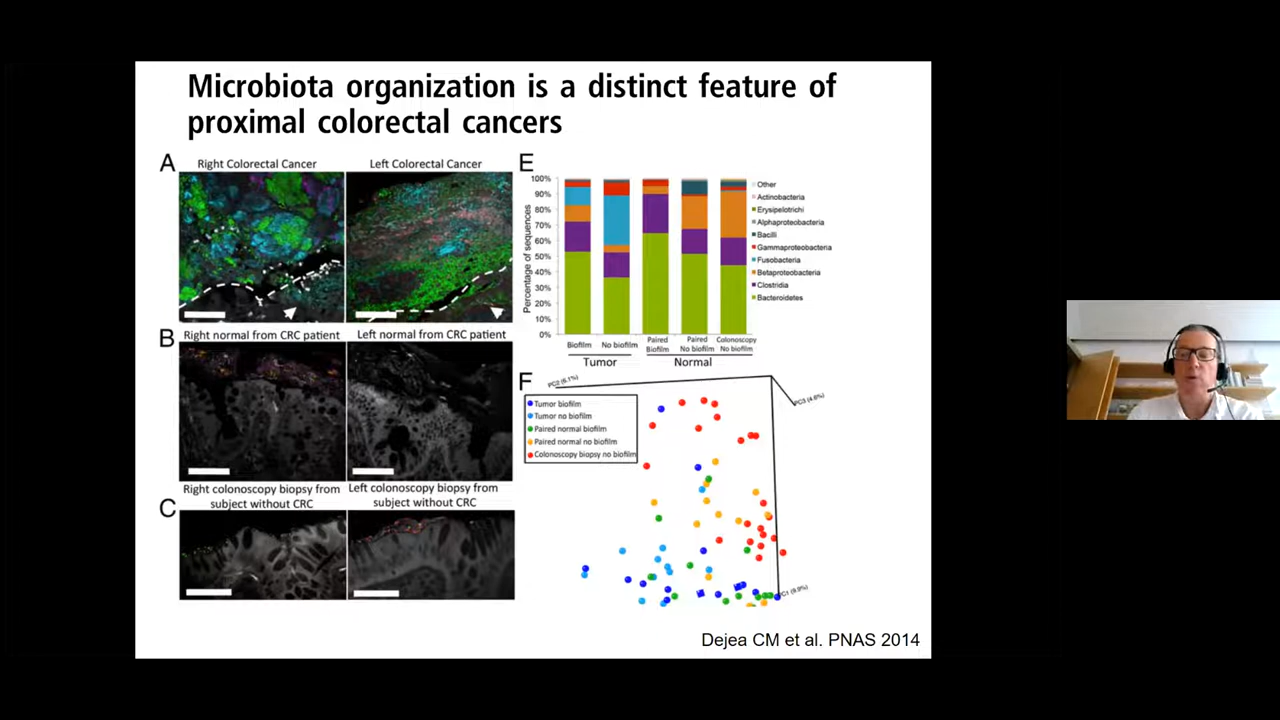 Microbiota organization is a distinct feature of
proximal colorectal cancers
A
Right Colorectal Cancer
Left Colorectal Cancer
B
Right normal from CRC patient
Left normal from CRC patient
C
Right colonoscopy biopsy from
subject without CRC
Left colonoscopy biopsy from
subject without CRC
E
Percentage of sequences
100%
90%
80%
70%
60%
50%
40%
30%
20%
10%
0%
Biofilm
No biofilm
Paired
Biofilm
Paired
No biofilm
Colonoscopy
No biofilm
Tumor
Normal
Other
Actinobacteria
Erysipelotrichi
Alphaproteobacteria
Bacilli
Gammaproteobacteria
Fusobacteria
Betaproteobacteria
Clostridia
Bacteroidetes
F
PC2 (6.1%)
PC3 (4.6%)
Tumor biofilm
Tumor no biofilm
Paired normal biofilm
Paired normal no biofilm
Colonoscopy biopsy no biofilm
PC1 (9.9%)
Dejea CM et al. PNAS 2014